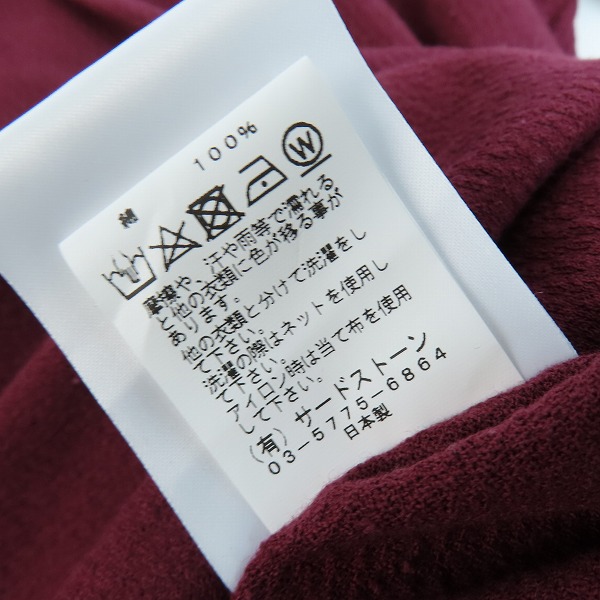 綿 100%
W
摩擦や、汗や雨等で濡れる
と他の衣類に色が移る事が
あります。
他の衣類と分けて洗濯をし
て下さい。
洗濯の際はネットを使用し
て下さい。
アイロン時は当て布を使用
して下さい。
(有) サードストーン
03-5775-6864
日本製